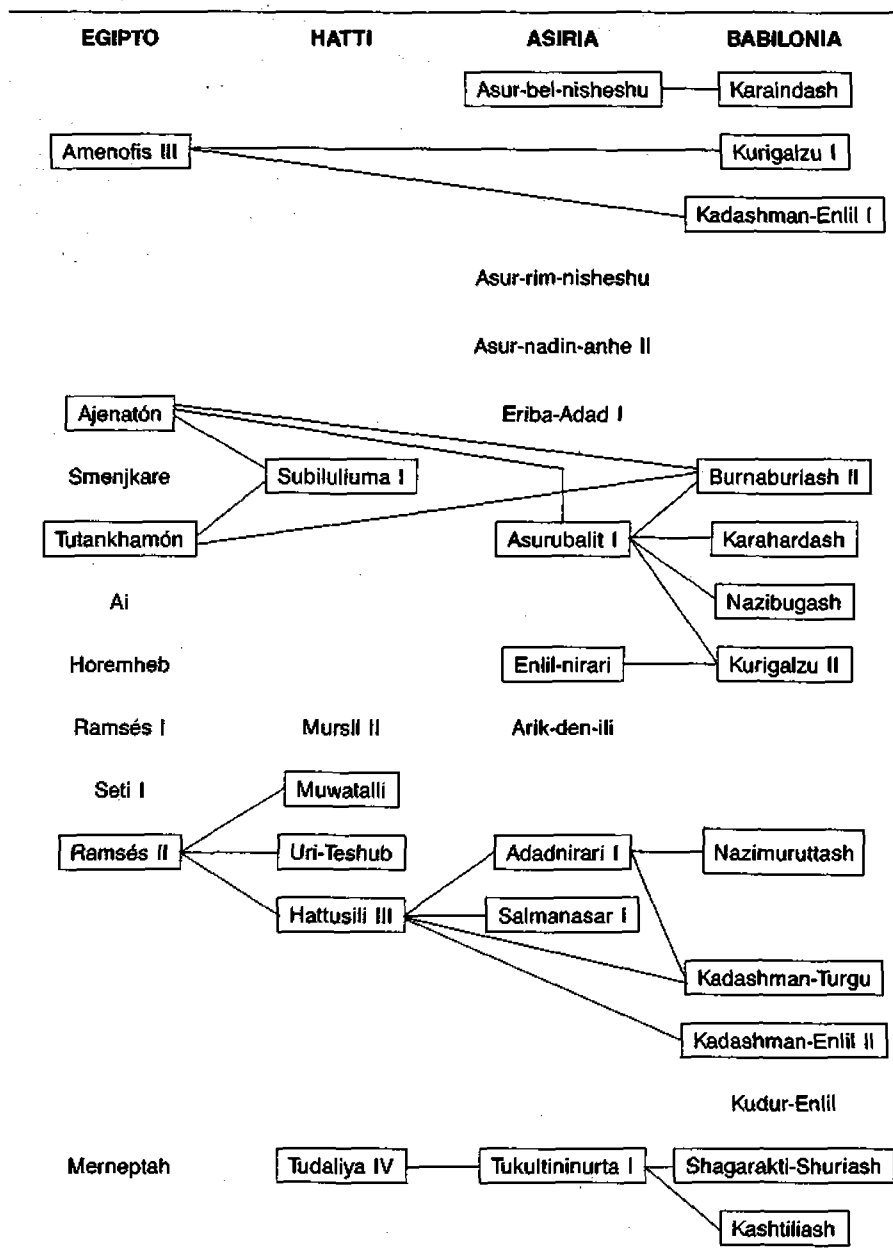 EGIPTO HATTI ASIRIA BABILONIA
Asur-bel-nisheshu Karaindash
Amenofis III Kurigalzu I
Kadashman-Enlil I
Asur-rim-nisheshu
Asur-nadin-anhe II
Ajenatón Eriba-Adad I
Smenjkare Subiluliuma I Burnaburiash II
Tutankhamón Asurubalit I Karahardash
Ai Nazibugash
Horemheb Enlil-nirari Kurigalzu II
Ramsés I Mursil II Arik-den-ili
Seti I Muwatalli
Ramsés II Uri-Teshub Adadnirari I Nazimuruttash
Hattusili III Salmanasar I
Kadashman-Turgu
Kadashman-Enlil II
Kudur-Enlil
Merneptah Tudaliya IV Tukultininurta I Shagarakti-Shuriash
Kashtiliash